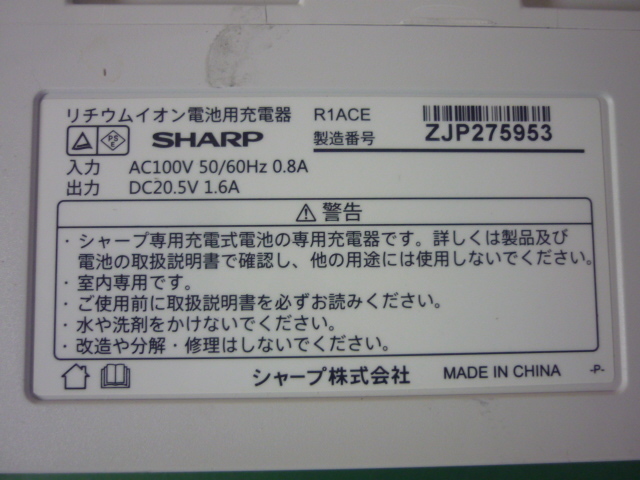 リチウムイオン電池用充電器 R1ACE
PS
E
SHARP 製造番号 ZJP275953
入力 AC100V 50/60Hz 0.8A
出力 DC20.5V 1.6A
警告
・シャープ専用充電式電池の専用充電器です。詳しくは製品及び
電池の取扱説明書で確認し、他の用途には使用しないでください。
・室内専用です。
・ご使用前に取扱説明書を必ずお読みください。
・水や洗剤をかけないでください。
・改造や分解・修理はしないでください。
シャープ株式会社 MADE IN CHINA -P-